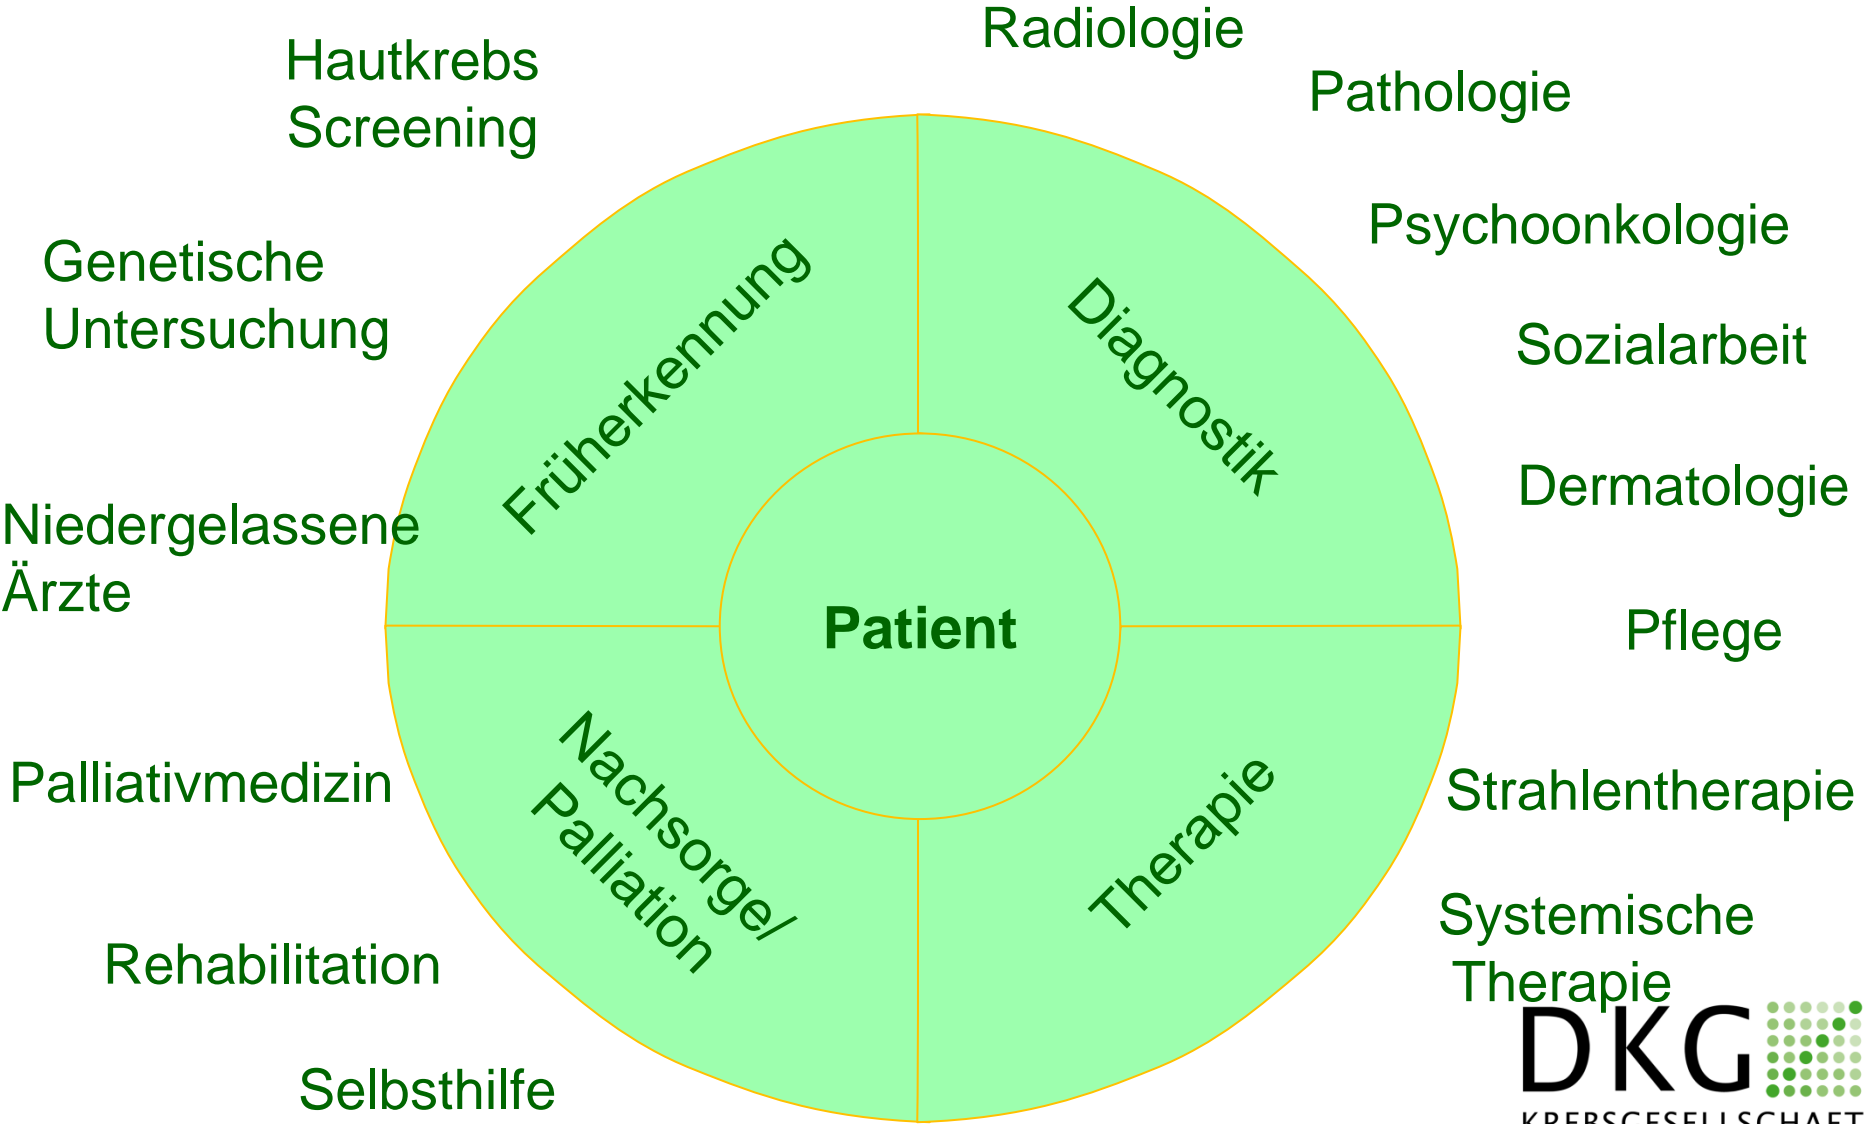 Radiologie
Hautkrebs
Screening
Pathologie
Psychoonkologie
Genetische
Untersuchung
Früherkennung
Diagnostik
Sozialarbeit
Dermatologie
Niedergelassene
Ärzte
Patient
Pflege
Palliativmedizin
Nachsorge/
Palliation
Therapie
Strahlentherapie
Systemische
Therapie
Rehabilitation
Selbsthilfe
DKG
KREBSGESELLSCHAFT